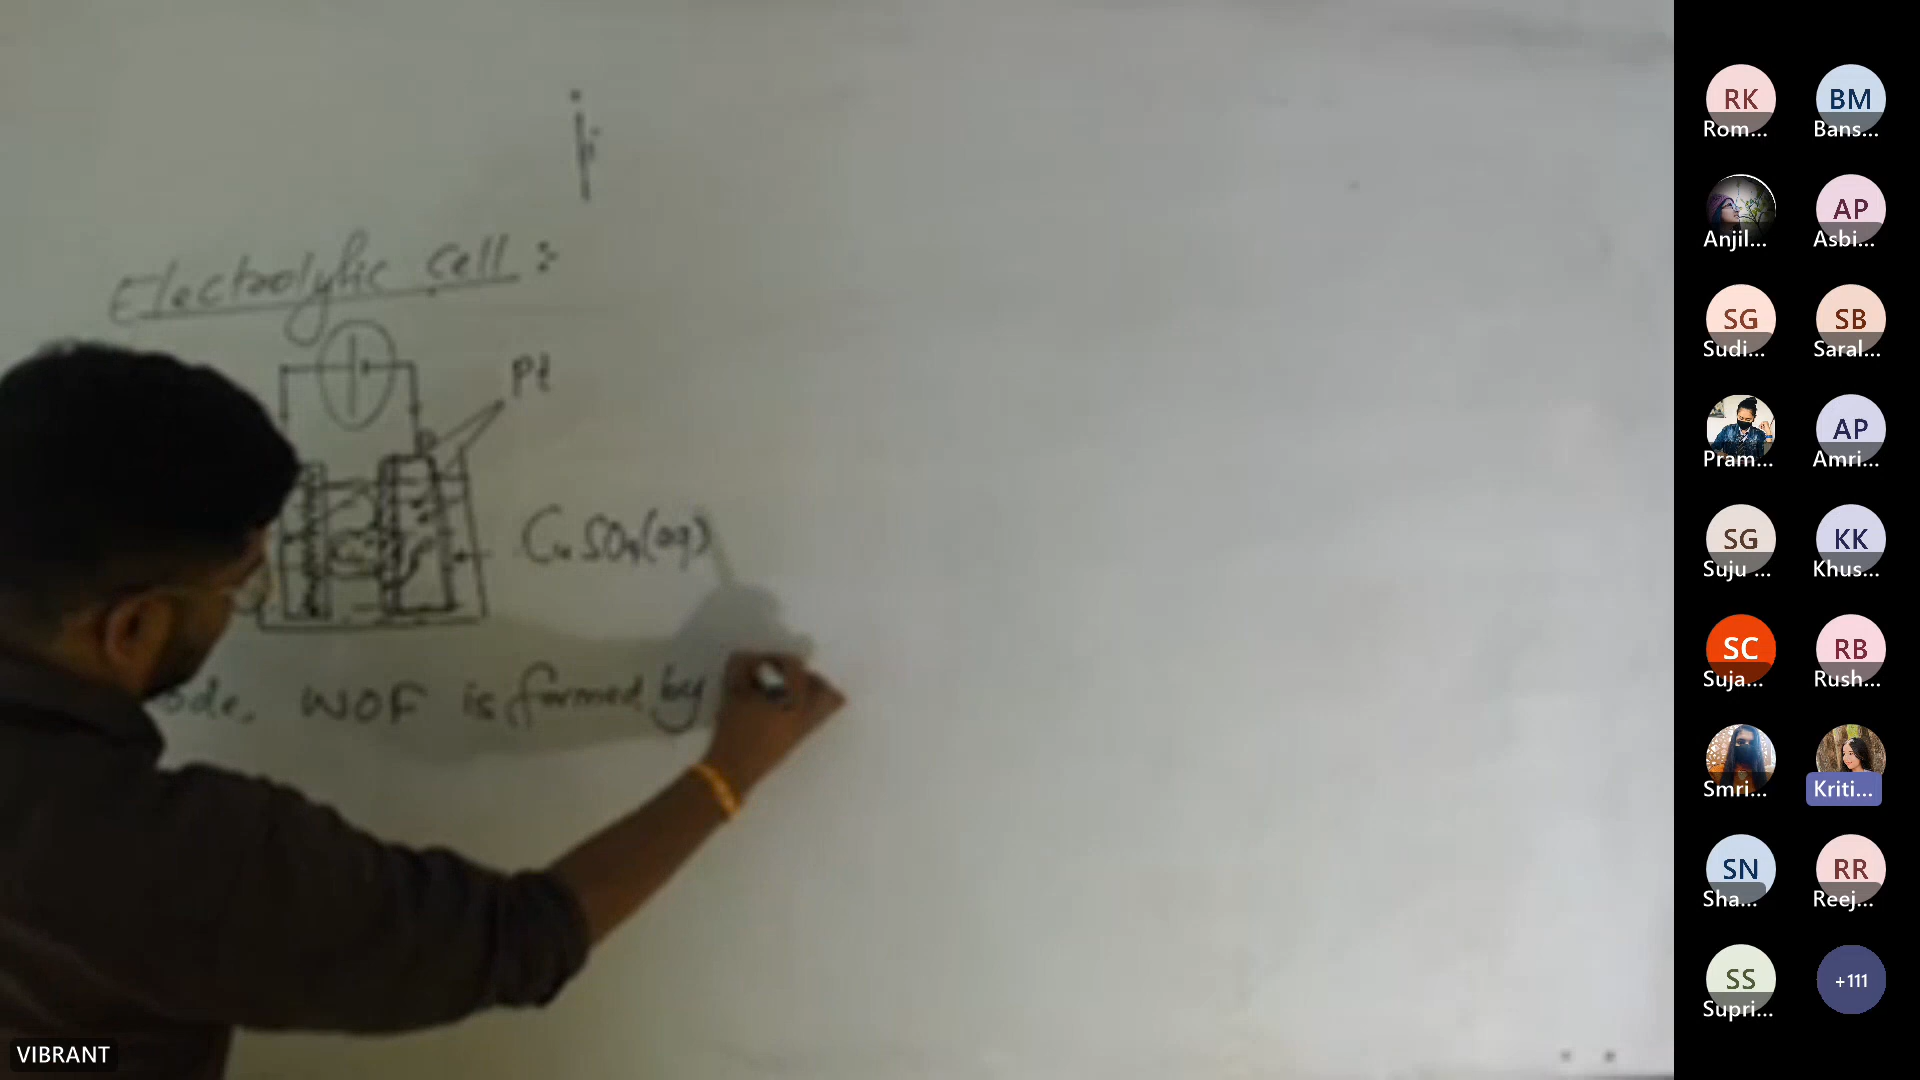 Electrolytic cell :
Pt
CuSO4(aq)
ode. WOF is formed by
VIBRANT
RK
Rom...
BM
Bans...
Anjil...
AP
Asbi...
SG
Sudi...
SB
Saral...
Pram...
AP
Amri...
SG
Suju ...
KK
Khus...
SC
Suja...
RB
Rush...
Smri...
Kriti...
SN
Sha...
RR
Reej...
SS
Supri...
+111